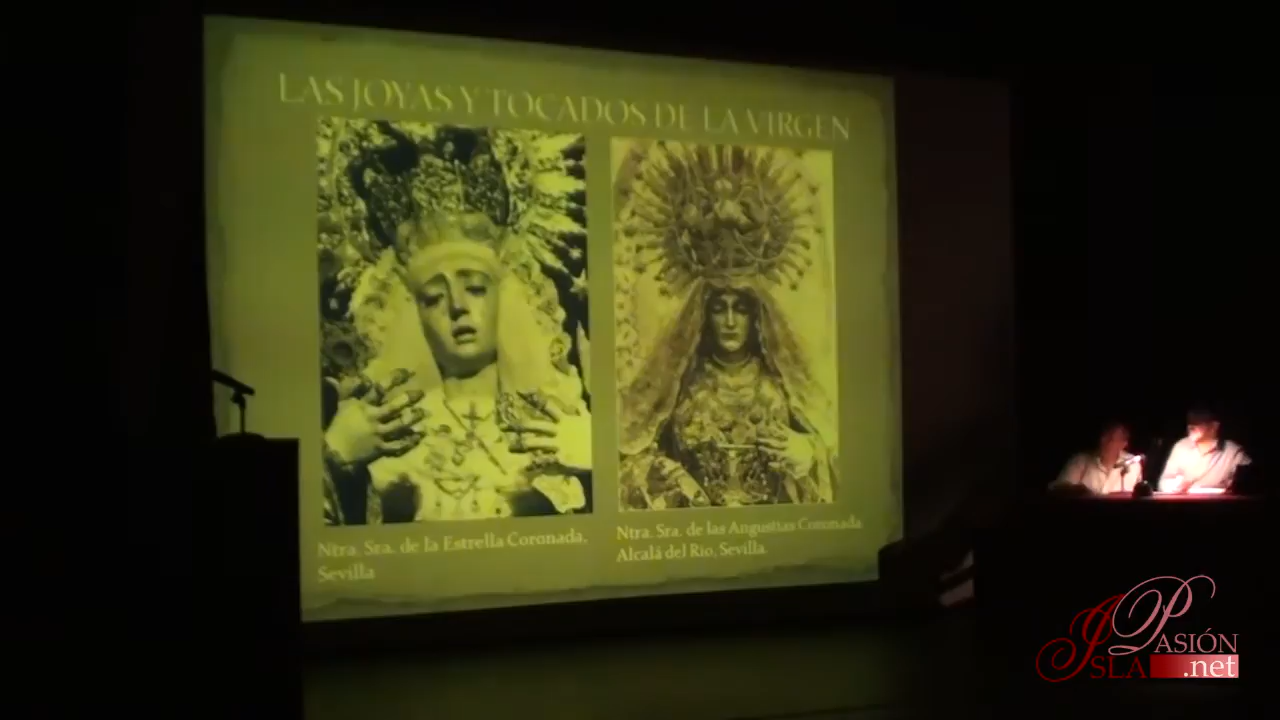 LAS JOYAS Y TOCADOS DE LA VIRGEN
Ntra. Sra. de la Estrella Coronada,
Sevilla
Ntra. Sra. de las Angustias Coronada
Alcalá del Río, Sevilla.
PASIÓN
ISLA
.net